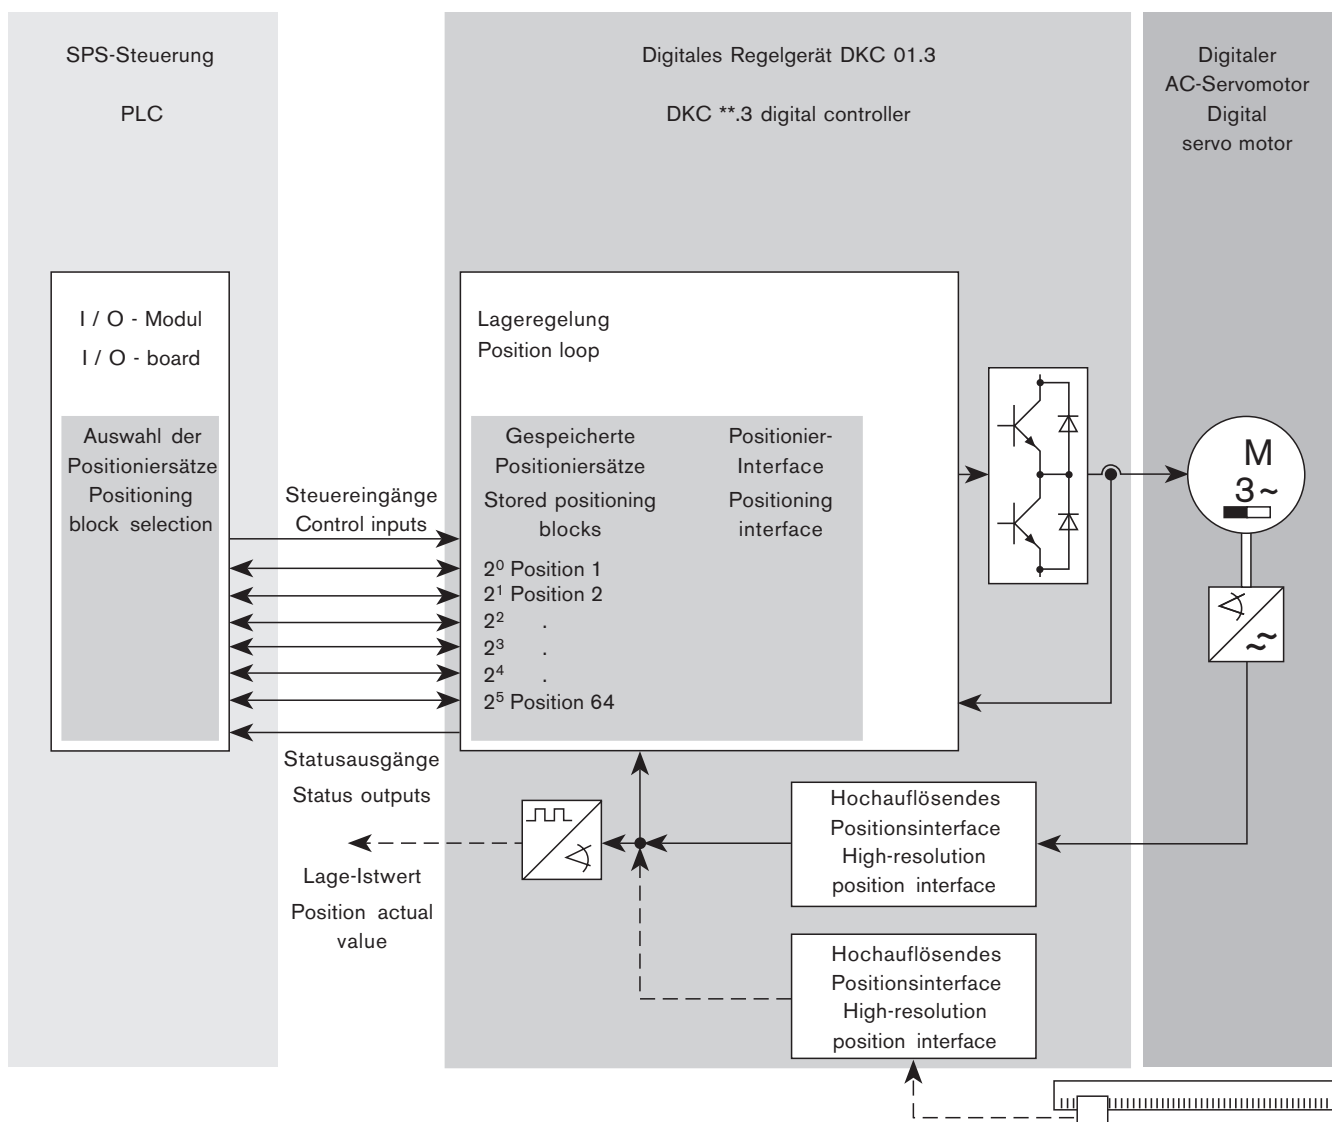 SPS-Steuerung
PLC
Digitales Regelgerät DKC 01.3
DKC **.3 digital controller
Digitaler
AC-Servomotor
Digital
servo motor
I / O - Modul
I / O - board
Auswahl der
Positioniersätze
Positioning
block selection
Steuereingänge
Control inputs
Statusausgänge
Status outputs
Lage-Istwert
Position actual
value
Lageregelung
Position loop
Gespeicherte
Positioniersätze
Stored positioning
blocks
Positionier-
Interface
Positioning
interface
2⁰ Position 1
2¹ Position 2
2² .
2³ .
2⁴ .
2⁵ Position 64
M
3~
Hochauflösendes
Positionsinterface
High-resolution
position interface
Hochauflösendes
Positionsinterface
High-resolution
position interface